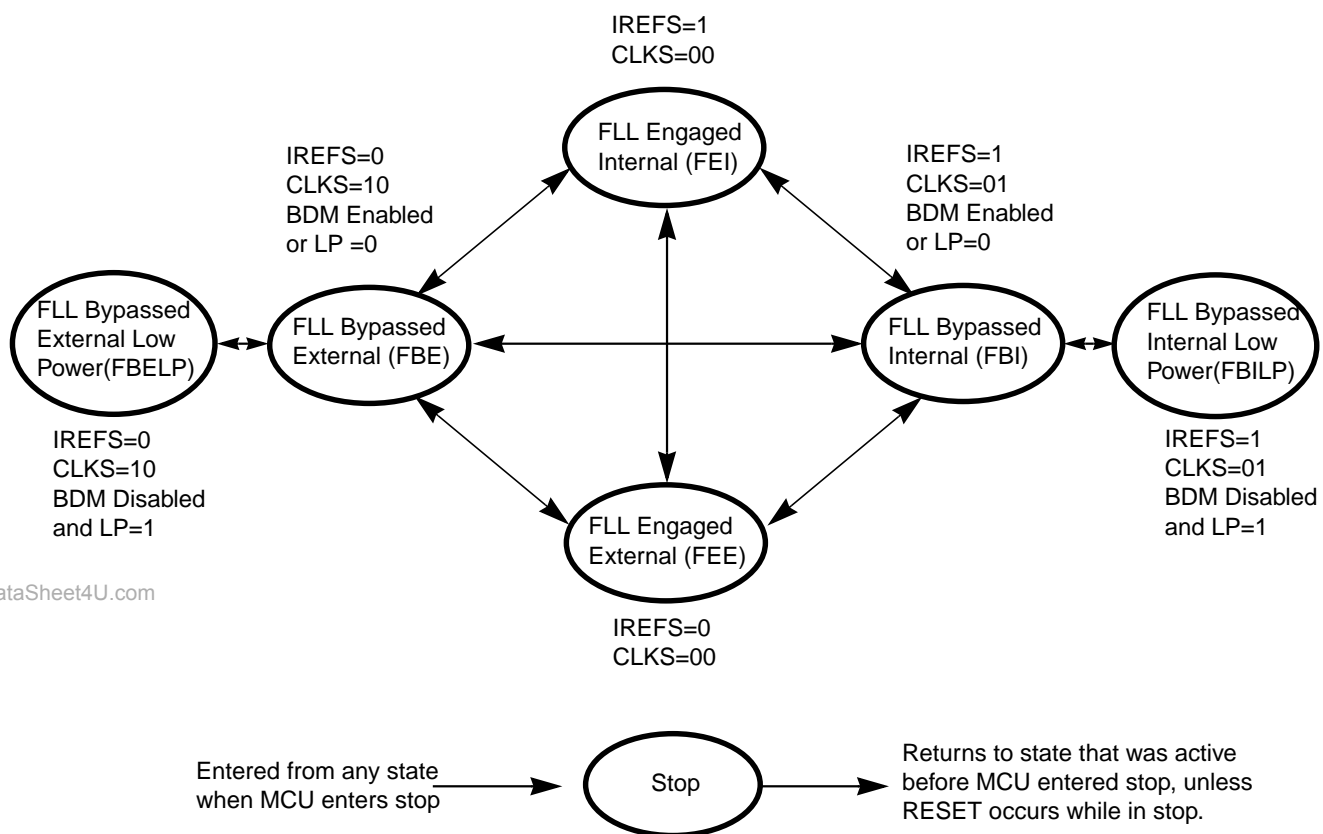 IREFS=1
CLKS=00
FLL Engaged
Internal (FEI)
IREFS=0
CLKS=10
BDM Enabled
or LP =0
IREFS=1
CLKS=01
BDM Enabled
or LP=0
FLL Bypassed
External Low
Power(FBELP)
FLL Bypassed
External (FBE)
FLL Bypassed
Internal (FBI)
FLL Bypassed
Internal Low
Power(FBILP)
IREFS=0
CLKS=10
BDM Disabled
and LP=1
IREFS=1
CLKS=01
BDM Disabled
and LP=1
FLL Engaged
External (FEE)
ataSheet4U.com
IREFS=0
CLKS=00
Entered from any state
when MCU enters stop
Stop
Returns to state that was active
before MCU entered stop, unless
RESET occurs while in stop.